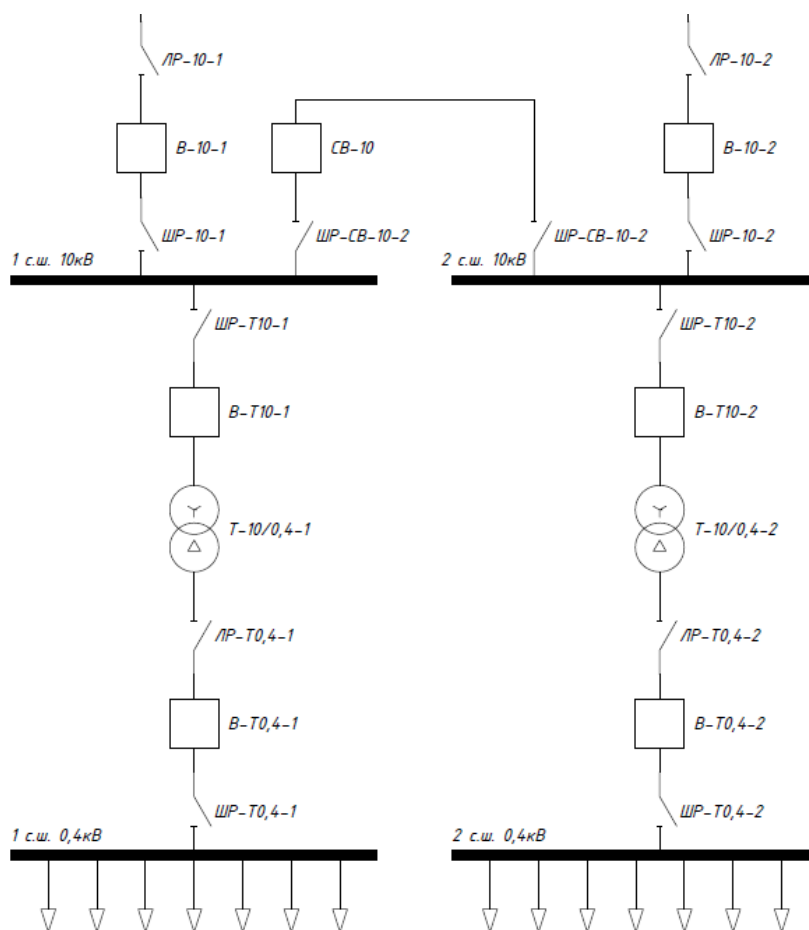 ЛР-10-1
ЛР-10-2
В-10-1
СВ-10
В-10-2
ШР-10-1
ШР-СВ-10-2
ШР-СВ-10-2
ШР-10-2
1 с.ш. 10кВ
2 с.ш. 10кВ
ШР-Т10-1
ШР-Т10-2
В-Т10-1
В-Т10-2
Т-10/0,4-1
Т-10/0,4-2
ЛР-Т0,4-1
ЛР-Т0,4-2
В-Т0,4-1
В-Т0,4-2
ШР-Т0,4-1
ШР-Т0,4-2
1 с.ш. 0,4кВ
2 с.ш. 0,4кВ